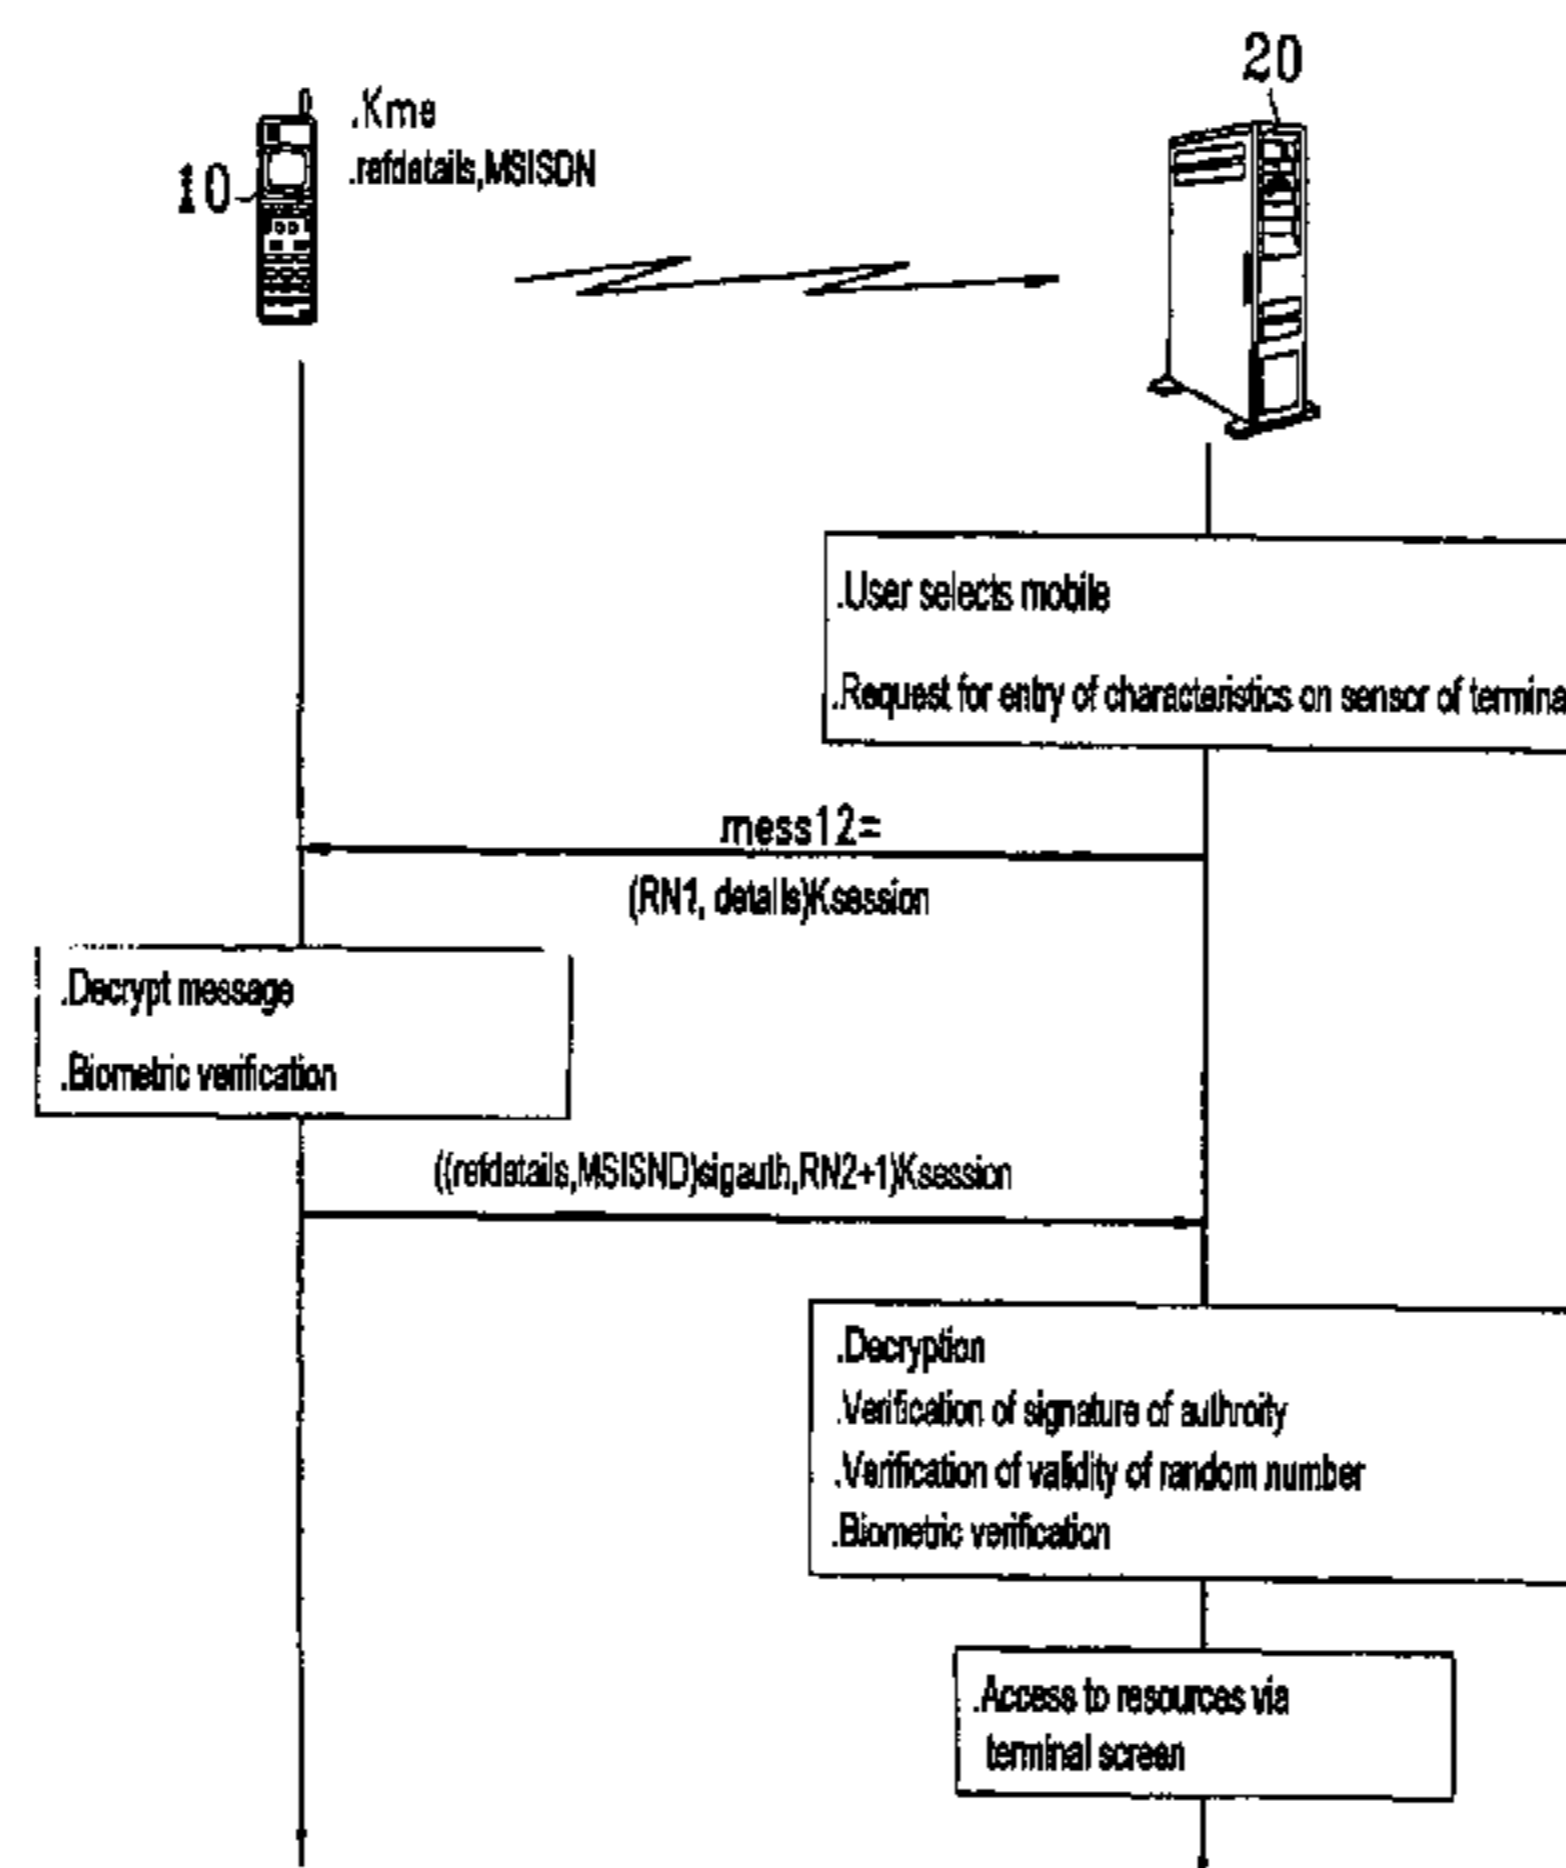 20
.Kme
.refdetails,MSISDN
10
.User selects mobile
.Request for entry of characteristics on sensor of termina
mess12=
(RN1, details)Ksession
.Decrypt message
.Biometric verification
((refdetails,MSISND)sigauth,RN2+1)Ksession
.Decryption
.Verification of signature of authroity
.Verification of validity of random number
.Biometric verification
.Access to resources via
terminal screen